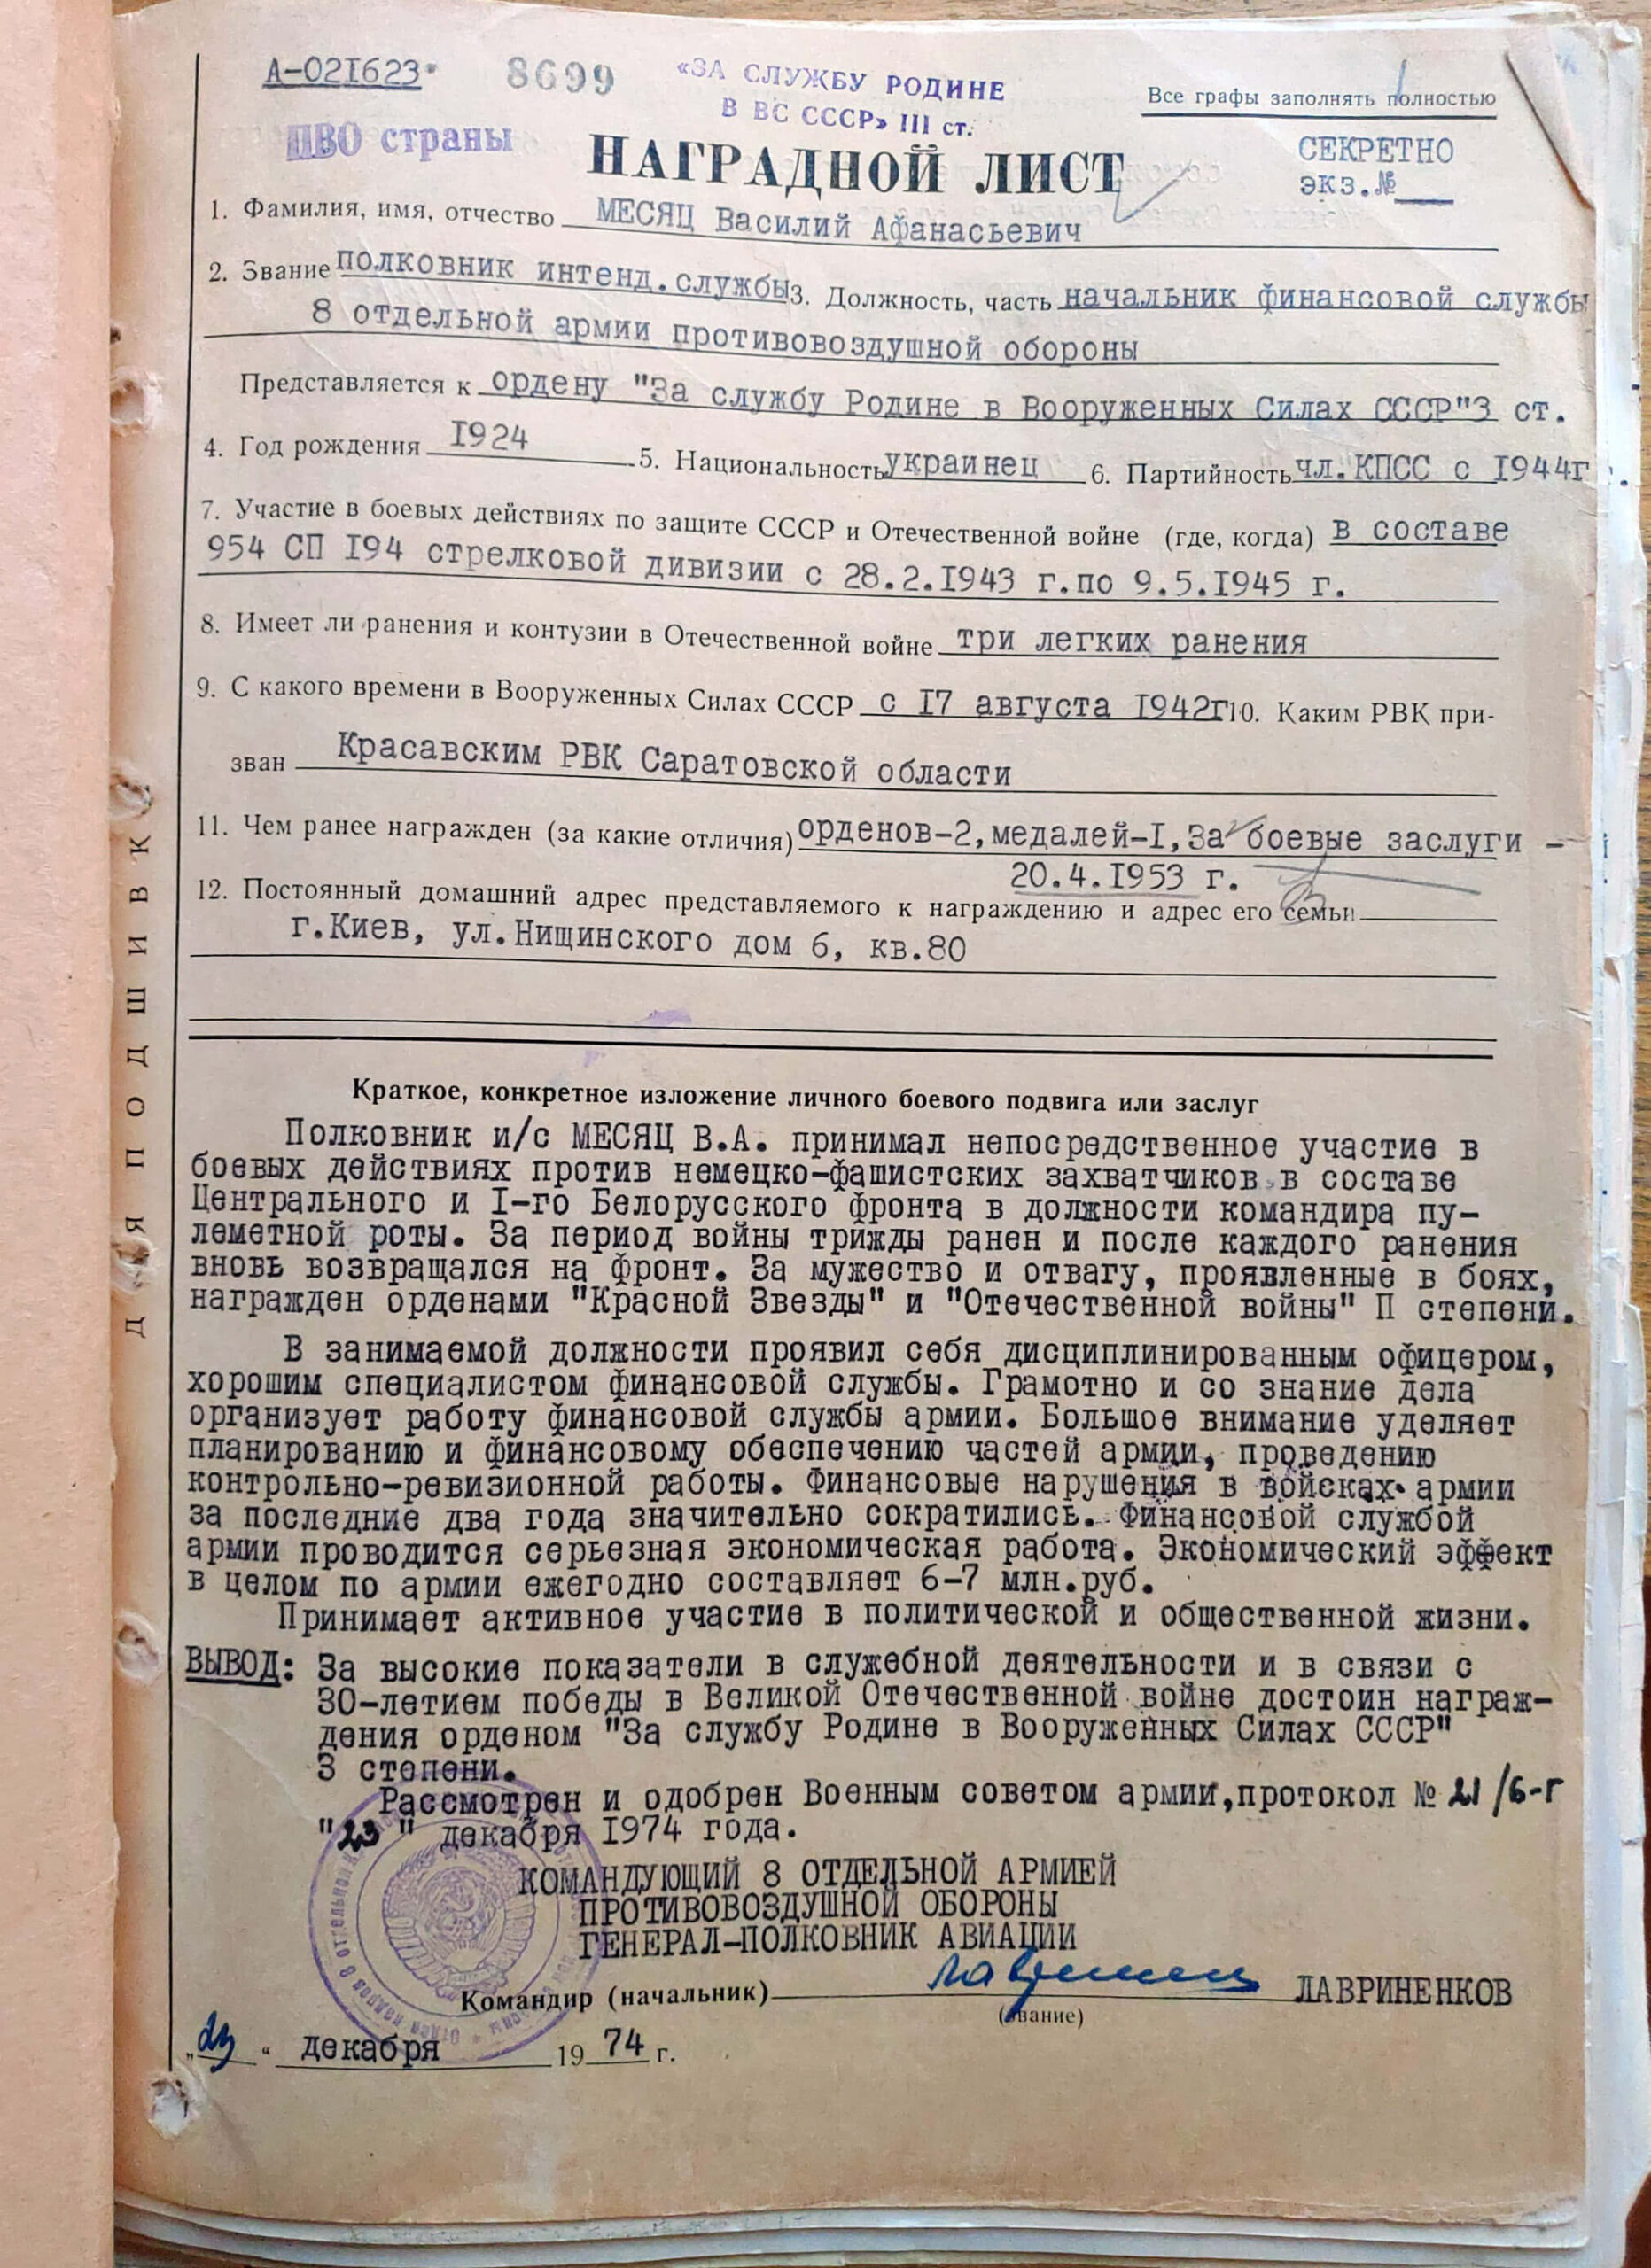 А-021623
8699
«ЗА СЛУЖБУ РОДИНЕ
В ВС СССР» III ст.
Все графы заполнять полностью
ПВО страны
НАГРАДНОЙ ЛИСТ
СЕКРЕТНО
экз.№
1. Фамилия, имя, отчество МЕСЯЦ Василий Афанасьевич
2. Звание полковник интенд.службы 3. Должность, часть начальник финансовой службы
8 отдельной армии противовоздушной обороны
Представляется к ордену "За службу Родине в Вооруженных Силах СССР"3 ст.
4. Год рождения I924 5. Национальность украинец 6. Партийность чл.КПСС с I944г.
7. Участие в боевых действиях по защите СССР и Отечественной войне (где, когда) в составе
954 СП I94 стрелковой дивизии с 28.2.I943 г.по 9.5.I945 г.
8. Имеет ли ранения и контузии в Отечественной войне три легких ранения
9. С какого времени в Вооруженных Силах СССР с I7 августа I942г 10. Каким РВК при-
зван Красавским РВК Саратовской области
11. Чем ранее награжден (за какие отличия) орденов-2,медалей-I,За боевые заслуги -
20.4.I953 г.
12. Постоянный домашний адрес представляемого к награждению и адрес его семьи
г.Киев, ул.Нищинского дом 6, кв.80
Краткое, конкретное изложение личного боевого подвига или заслуг
Полковник и/с МЕСЯЦ В.А. принимал непосредственное участие в
боевых действиях против немецко-фашистских захватчиков в составе
Центрального и I-го Белорусского фронта в должности командира пу-
леметной роты. За период войны трижды ранен и после каждого ранения
вновь возвращался на фронт. За мужество и отвагу, проявленные в боях,
награжден орденами "Красной Звезды" и "Отечественной войны" П степени.
В занимаемой должности проявил себя дисциплинированным офицером,
хорошим специалистом финансовой службы. Грамотно и со знание дела
организует работу финансовой службы армии. Большое внимание уделяет
планированию и финансовому обеспечению частей армии, проведению
контрольно-ревизионной работы. Финансовые нарушения в войсках армии
за последние два года значительно сократились. Финансовой службой
армии проводится серьезная экономическая работа. Экономический эффект
в целом по армии ежегодно составляет 6-7 млн.руб.
Принимает активное участие в политической и общественной жизни.
ВЫВОД: За высокие показатели в служебной деятельности и в связи с
30-летием победы в Великой Отечественной войне достоин награж-
дения орденом "За службу Родине в Вооруженных Силах СССР"
3 степени.
Рассмотрен и одобрен Военным советом армии,протокол № 21/6-г
"23" декабря I974 года.
КОМАНДУЮЩИЙ 8 ОТДЕЛЬНОЙ АРМИЕЙ
ПРОТИВОВОЗДУШНОЙ ОБОРОНЫ
ГЕНЕРАЛ-ПОЛКОВНИК АВИАЦИИ
Командир (начальник) ЛАВРИНЕНКОВ
(звание)
„23“ декабря 1974 г.
ДЛЯ ПОДШИВКИ